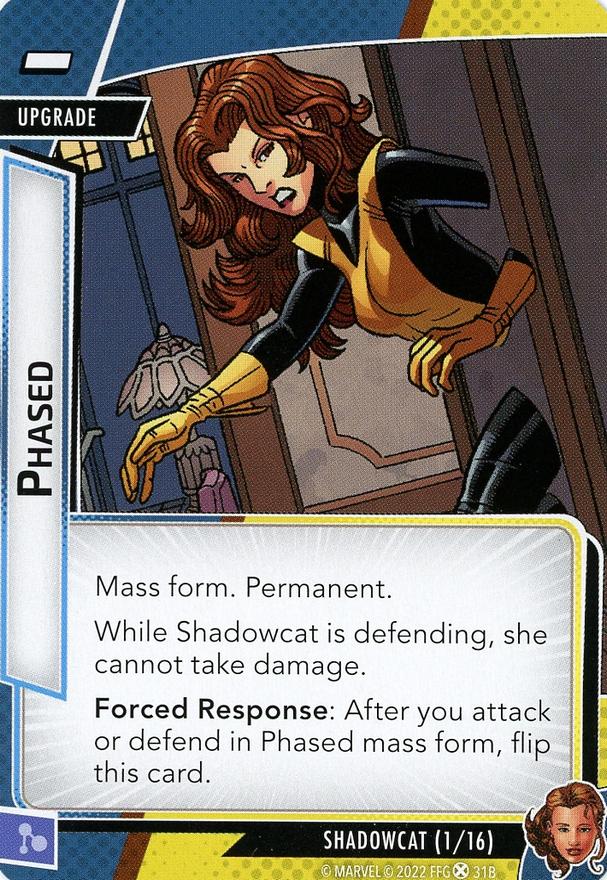 UPGRADE
PHASED
Mass form. Permanent.
While Shadowcat is defending, she
cannot take damage.
Forced Response: After you attack
or defend in Phased mass form, flip
this card.
SHADOWCAT (1/16)
© MARVEL © 2022 FFG 31B